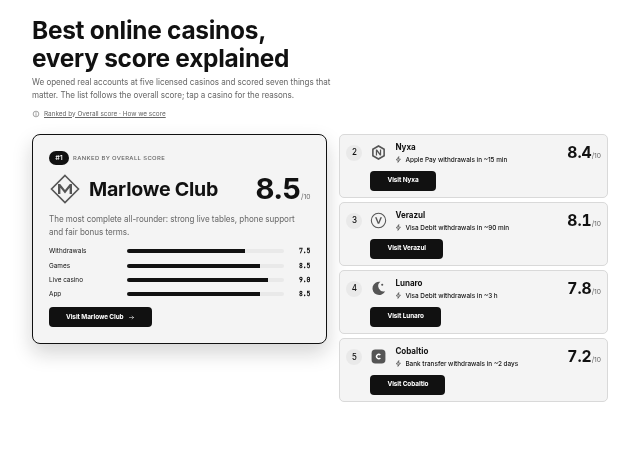 Best online casinos,
every score explained
We opened real accounts at five licensed casinos and scored seven things that
matter. The list follows the overall score; tap a casino for the reasons.
Ranked by Overall score · How we score
#1 RANKED BY OVERALL SCORE
Marlowe Club 8.5/10
The most complete all-rounder: strong live tables, phone support
and fair bonus terms.
Withdrawals 7.5
Games 8.5
Live casino 9.0
App 8.5
Visit Marlowe Club →
2 Nyxa 8.4/10
Apple Pay withdrawals in ~15 min
Visit Nyxa
3 Verazul 8.1/10
Visa Debit withdrawals in ~90 min
Visit Verazul
4 Lunaro 7.8/10
Visa Debit withdrawals in ~3 h
Visit Lunaro
5 Cobaltio 7.2/10
Bank transfer withdrawals in ~2 days
Visit Cobaltio